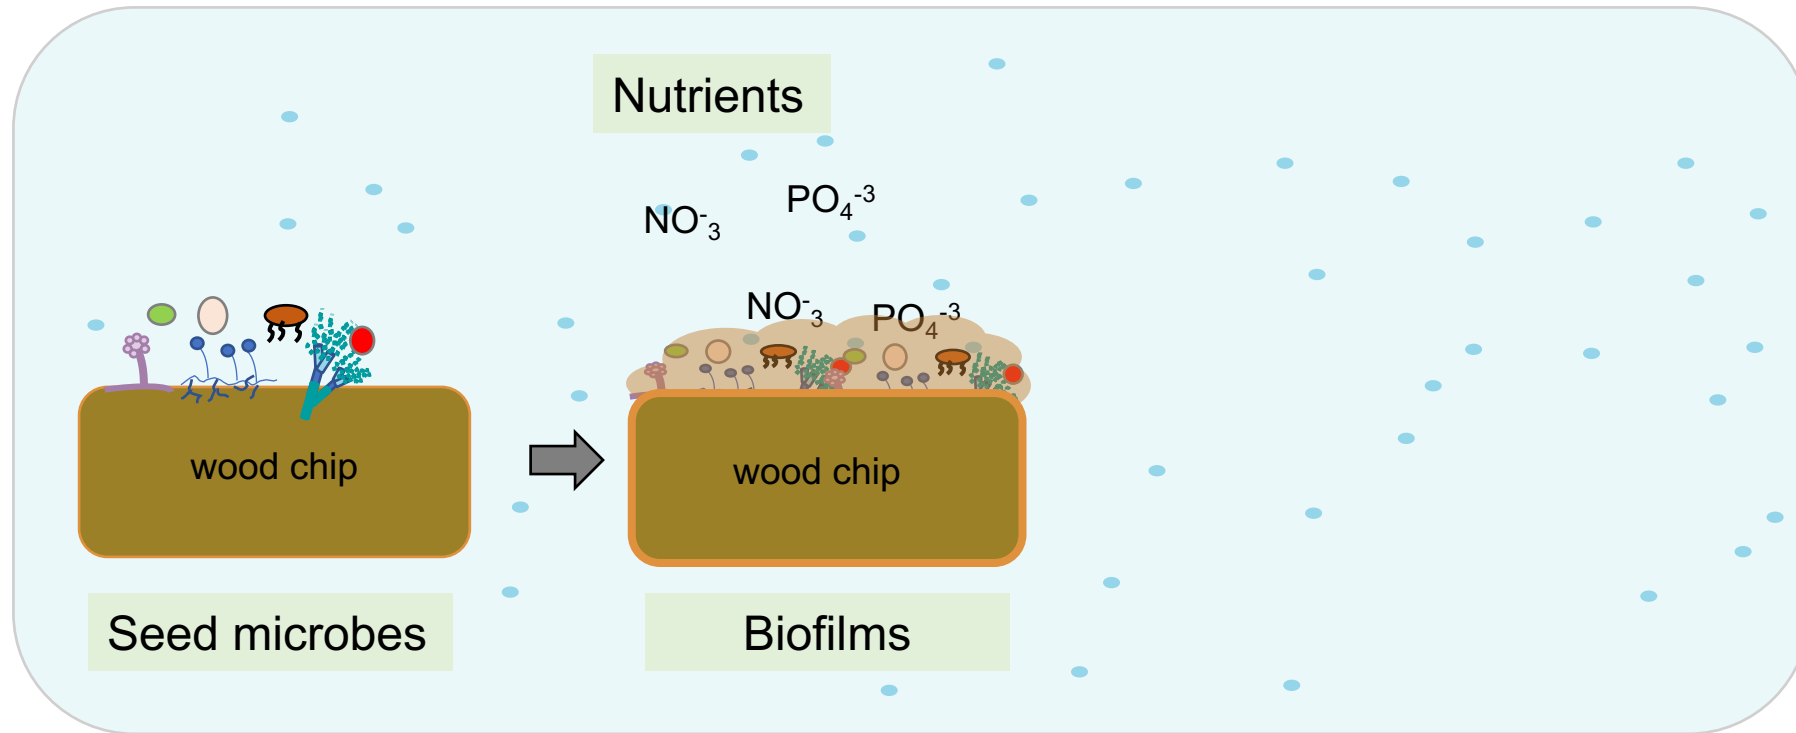 Nutrients
NO⁻₃
PO₄⁻³
NO⁻₃
PO₄⁻³
wood chip
wood chip
Seed microbes
Biofilms